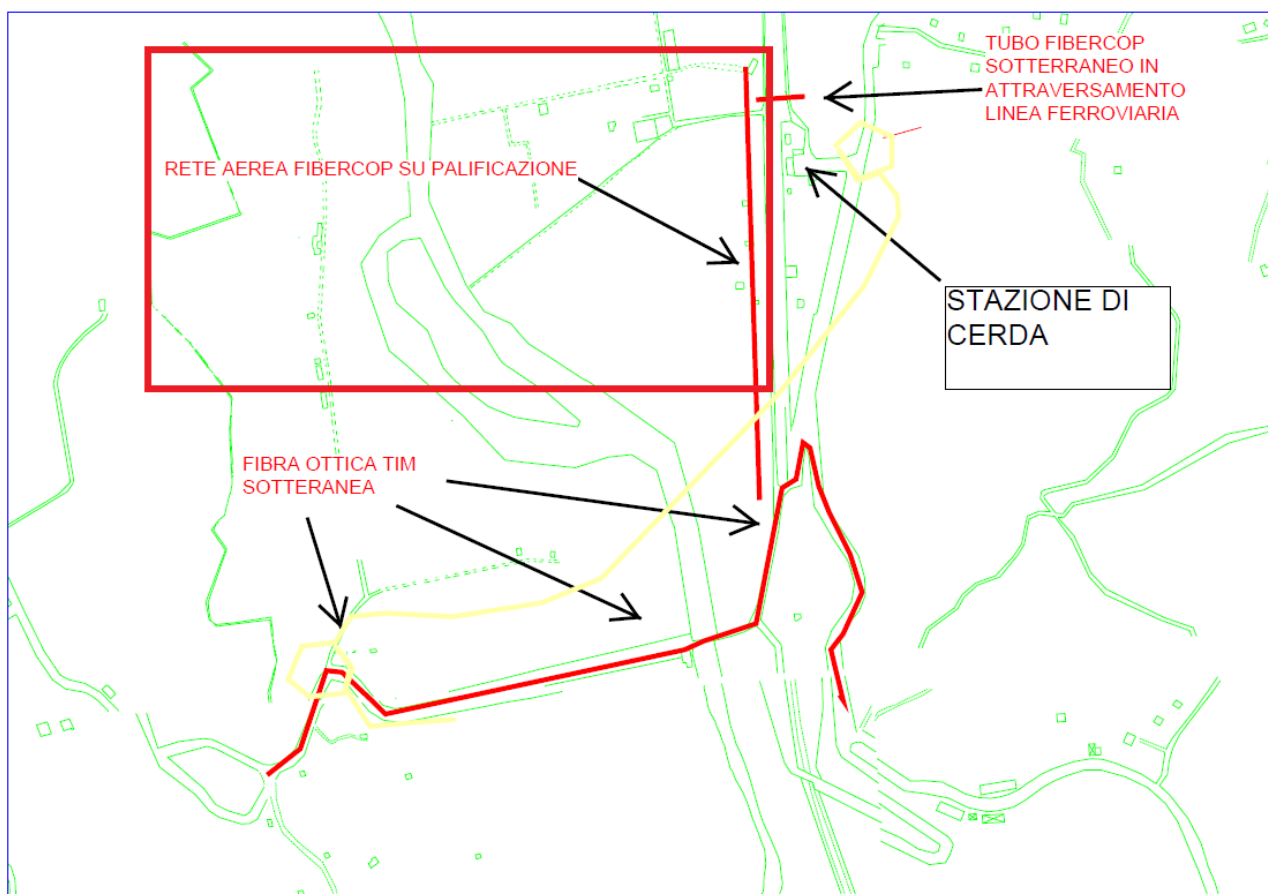 TUBO FIBERCOP
SOTTERRANEO IN
ATTRAVERSAMENTO
LINEA FERROVIARIA
RETE AEREA FIBERCOP SU PALIFICAZIONE
STAZIONE DI
CERDA
FIBRA OTTICA TIM
SOTTERANEA